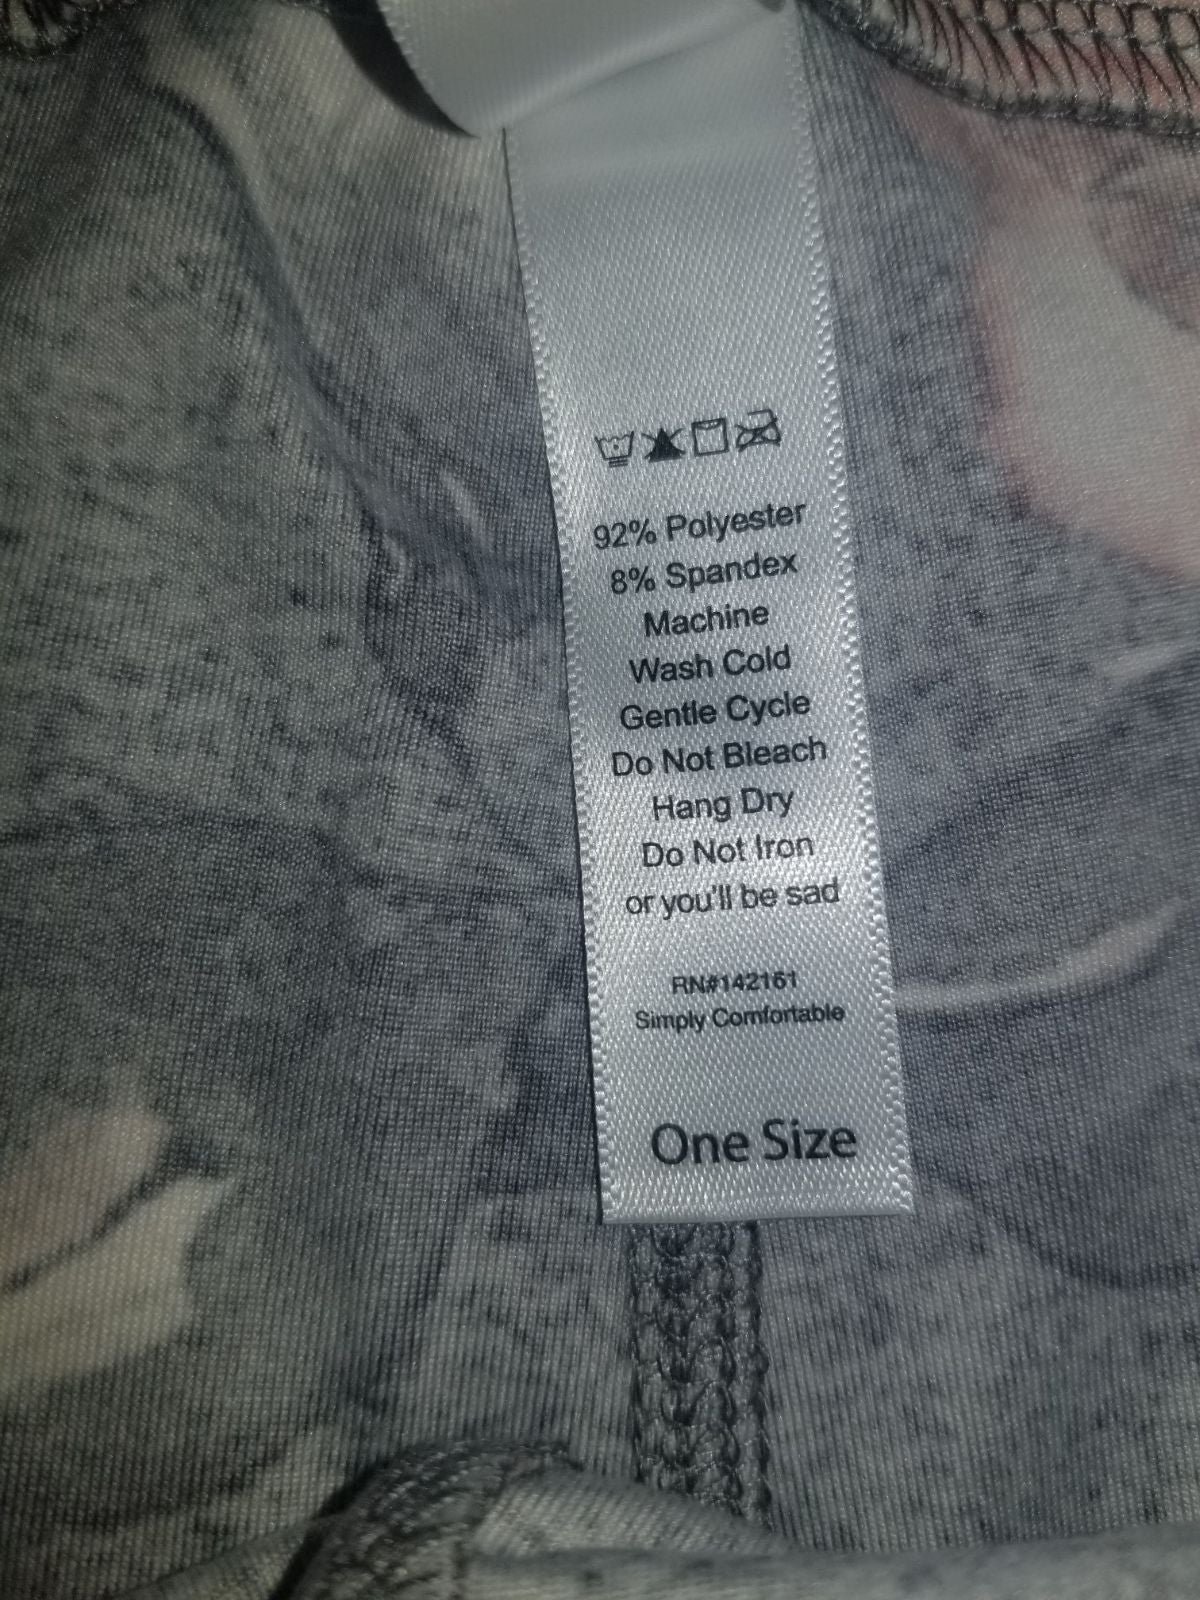 92% Polyester
8% Spandex
Machine
Wash Cold
Gentle Cycle
Do Not Bleach
Hang Dry
Do Not Iron
or you'll be sad
RN#142161
Simply Comfortable
One Size